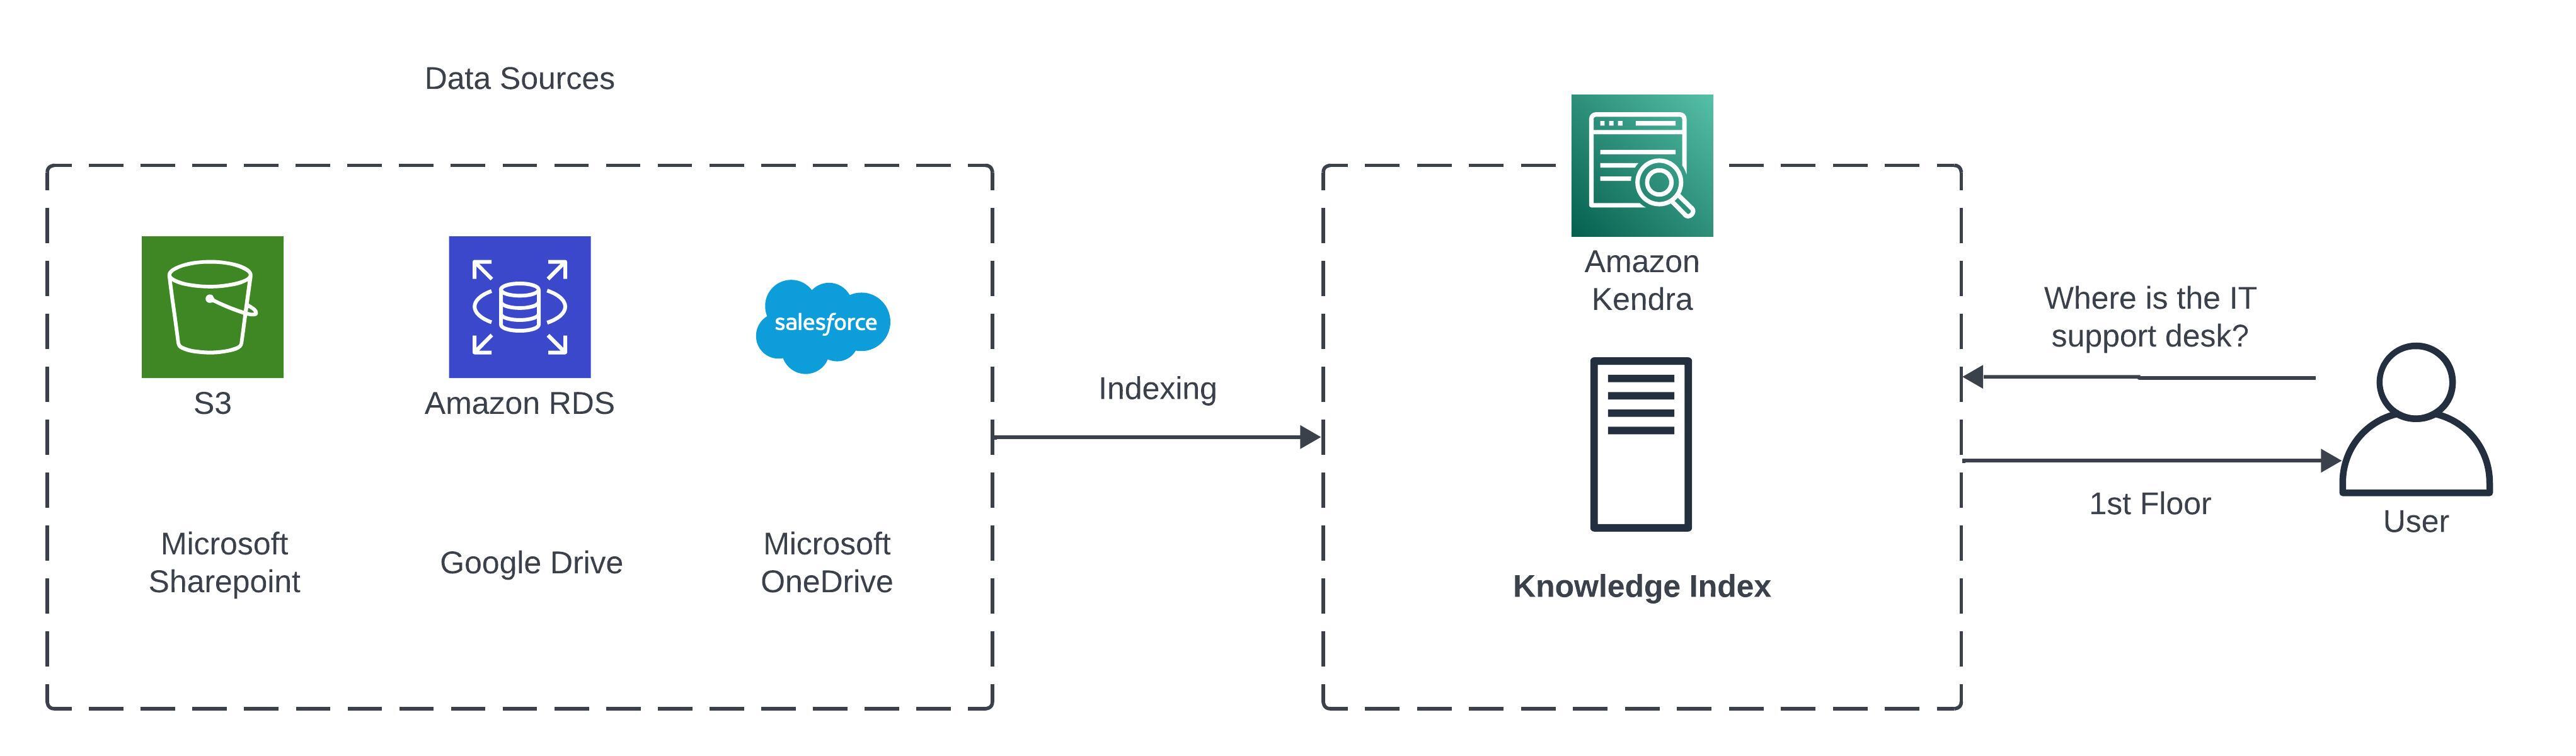 Data Sources
S3
Amazon RDS
salesforce
Microsoft
Sharepoint
Google Drive
Microsoft
OneDrive
Indexing
Amazon
Kendra
Knowledge Index
Where is the IT
support desk?
1st Floor
User